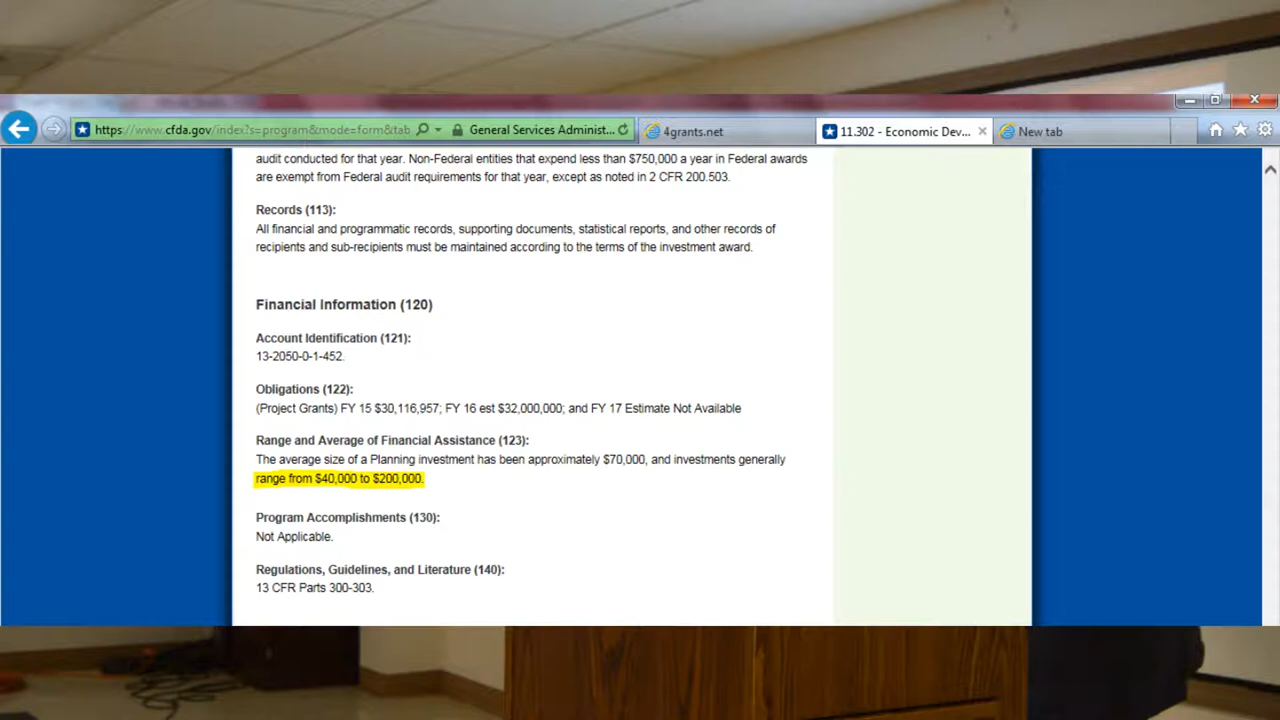 https://www.cfda.gov/index?s=program&mode=form&tab
General Services Administ...
4grants.net
11.302 - Economic Dev...
New tab
audit conducted for that year. Non-Federal entities that expend less than $750,000 a year in Federal awards
are exempt from Federal audit requirements for that year, except as noted in 2 CFR 200.503.
Records (113):
All financial and programmatic records, supporting documents, statistical reports, and other records of
recipients and sub-recipients must be maintained according to the terms of the investment award.
Financial Information (120)
Account Identification (121):
13-2050-0-1-452.
Obligations (122):
(Project Grants) FY 15 $30,116,957; FY 16 est $32,000,000; and FY 17 Estimate Not Available
Range and Average of Financial Assistance (123):
The average size of a Planning investment has been approximately $70,000, and investments generally
range from $40,000 to $200,000.
Program Accomplishments (130):
Not Applicable.
Regulations, Guidelines, and Literature (140):
13 CFR Parts 300-303.